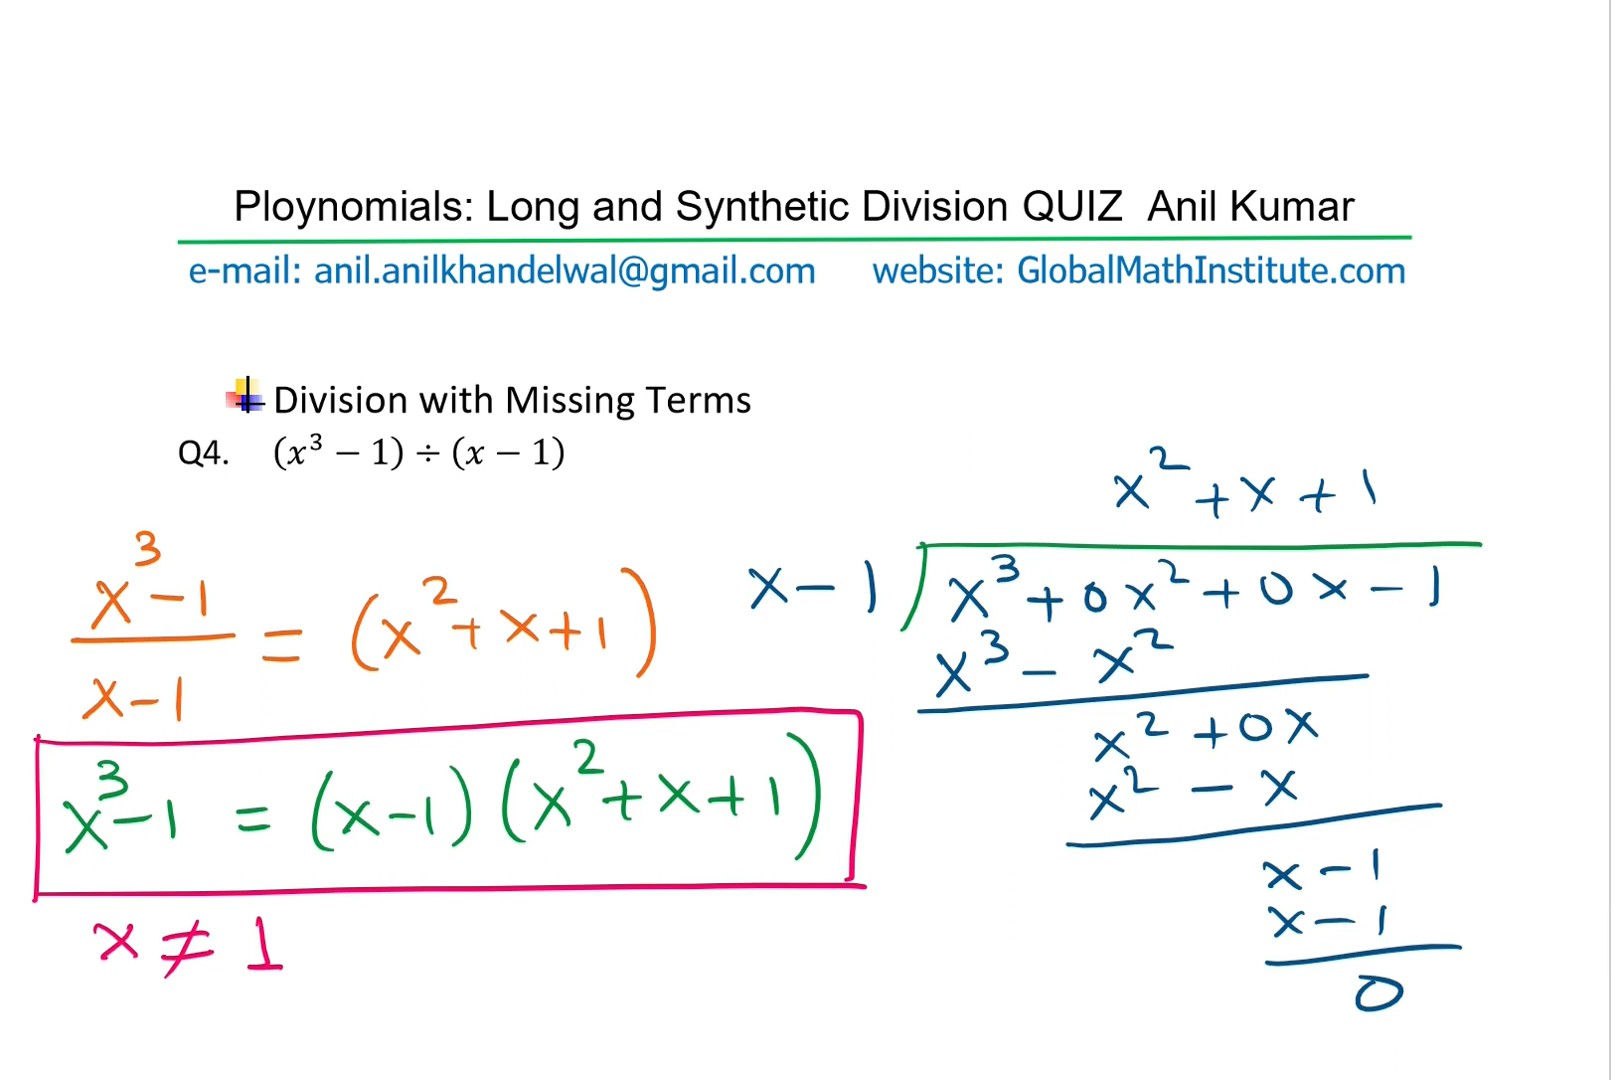 Ploynomials: Long and Synthetic Division QUIZ  Anil Kumar
e-mail: anil.anilkhandelwal@gmail.com    website: GlobalMathInstitute.com
Division with Missing Terms
Q4. (x³ − 1) ÷ (x − 1)
x² + x + 1
x − 1 ) x³ + 0x² + 0x − 1
x³ − x²
x² + 0x
x² − x
x − 1
x − 1
0
x³ − 1
x − 1
= (x² + x + 1)
x³ − 1 = (x − 1)(x² + x + 1)
x ≠ 1